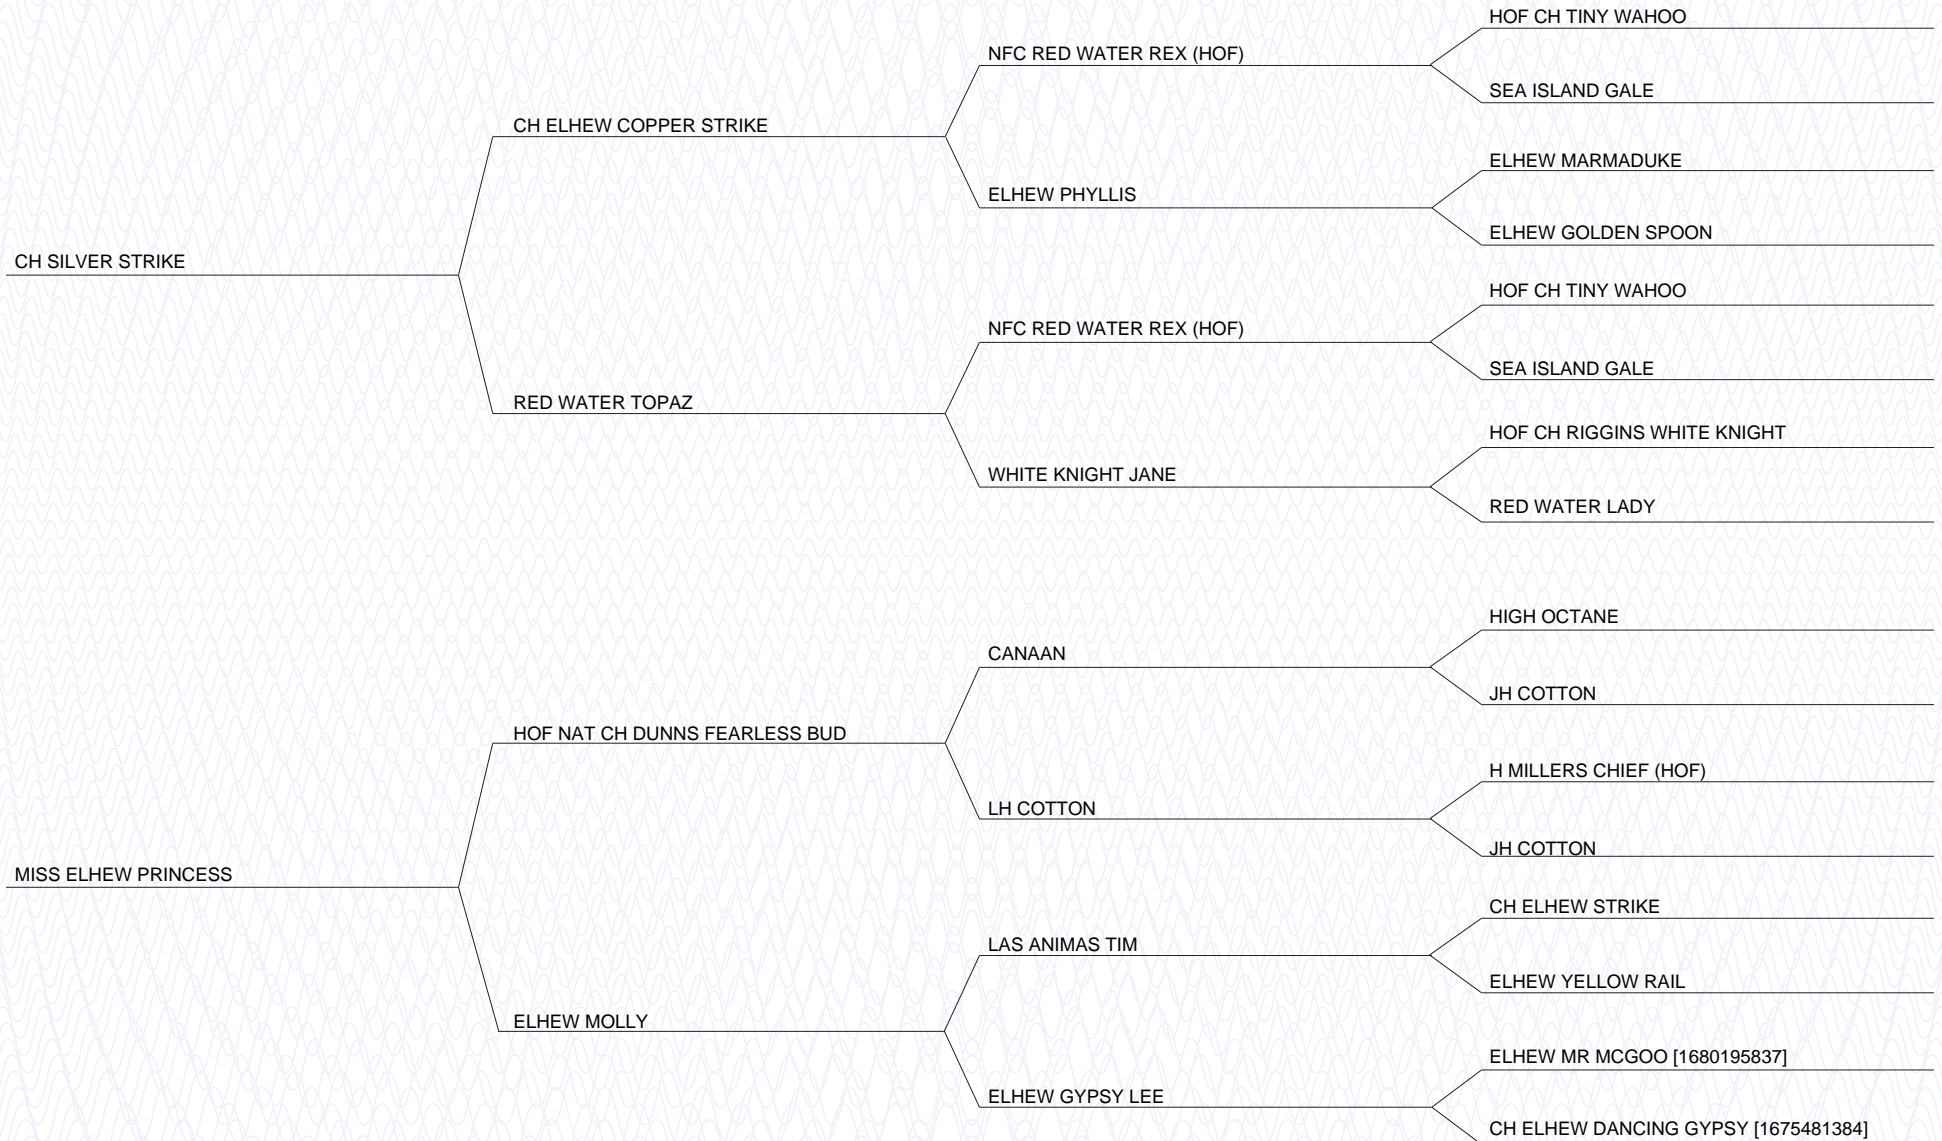 HOF CH TINY WAHOO
NFC RED WATER REX (HOF)
SEA ISLAND GALE
CH ELHEW COPPER STRIKE
ELHEW MARMADUKE
ELHEW PHYLLIS
ELHEW GOLDEN SPOON
CH SILVER STRIKE
HOF CH TINY WAHOO
NFC RED WATER REX (HOF)
SEA ISLAND GALE
RED WATER TOPAZ
HOF CH RIGGINS WHITE KNIGHT
WHITE KNIGHT JANE
RED WATER LADY
HIGH OCTANE
CANAAN
JH COTTON
HOF NAT CH DUNNS FEARLESS BUD
H MILLERS CHIEF (HOF)
LH COTTON
JH COTTON
MISS ELHEW PRINCESS
CH ELHEW STRIKE
LAS ANIMAS TIM
ELHEW YELLOW RAIL
ELHEW MOLLY
ELHEW MR MCGOO [1680195837]
ELHEW GYPSY LEE
CH ELHEW DANCING GYPSY [1675481384]